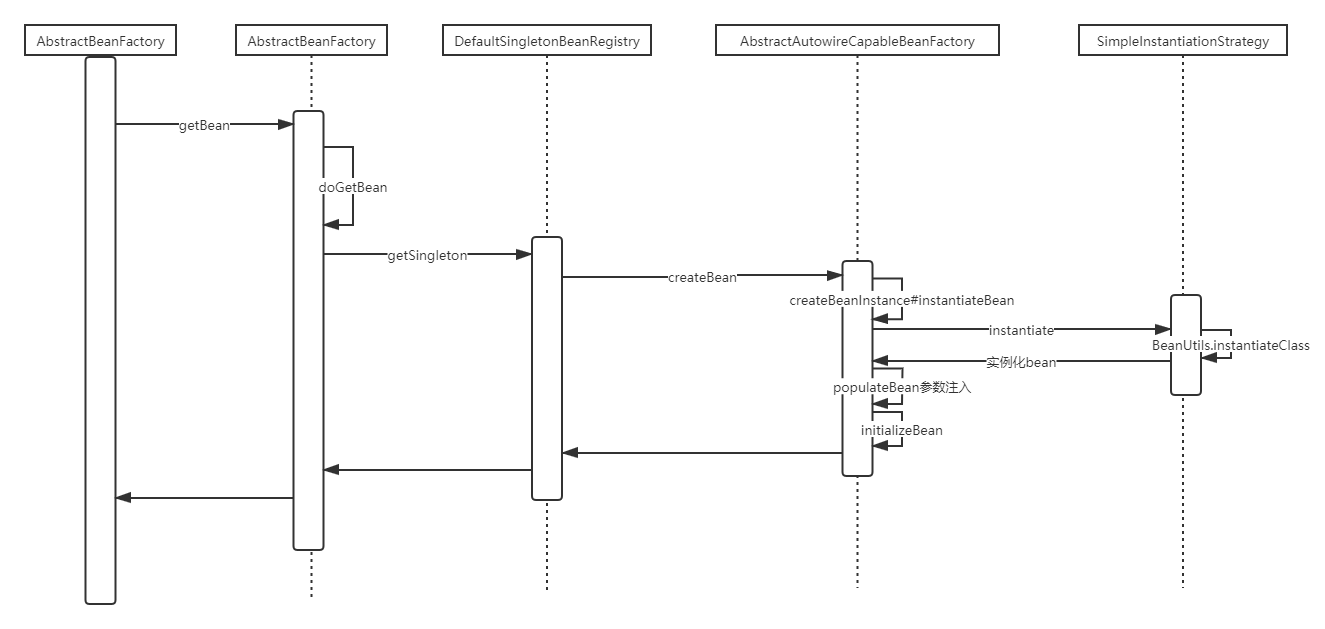 AbstractBeanFactory
AbstractBeanFactory
DefaultSingletonBeanRegistry
AbstractAutowireCapableBeanFactory
SimpleInstantiationStrategy
getBean
doGetBean
getSingleton
createBean
createBeanInstance#instantiateBean
instantiate
BeanUtils.instantiateClass
实例化bean
populateBean参数注入
initializeBean